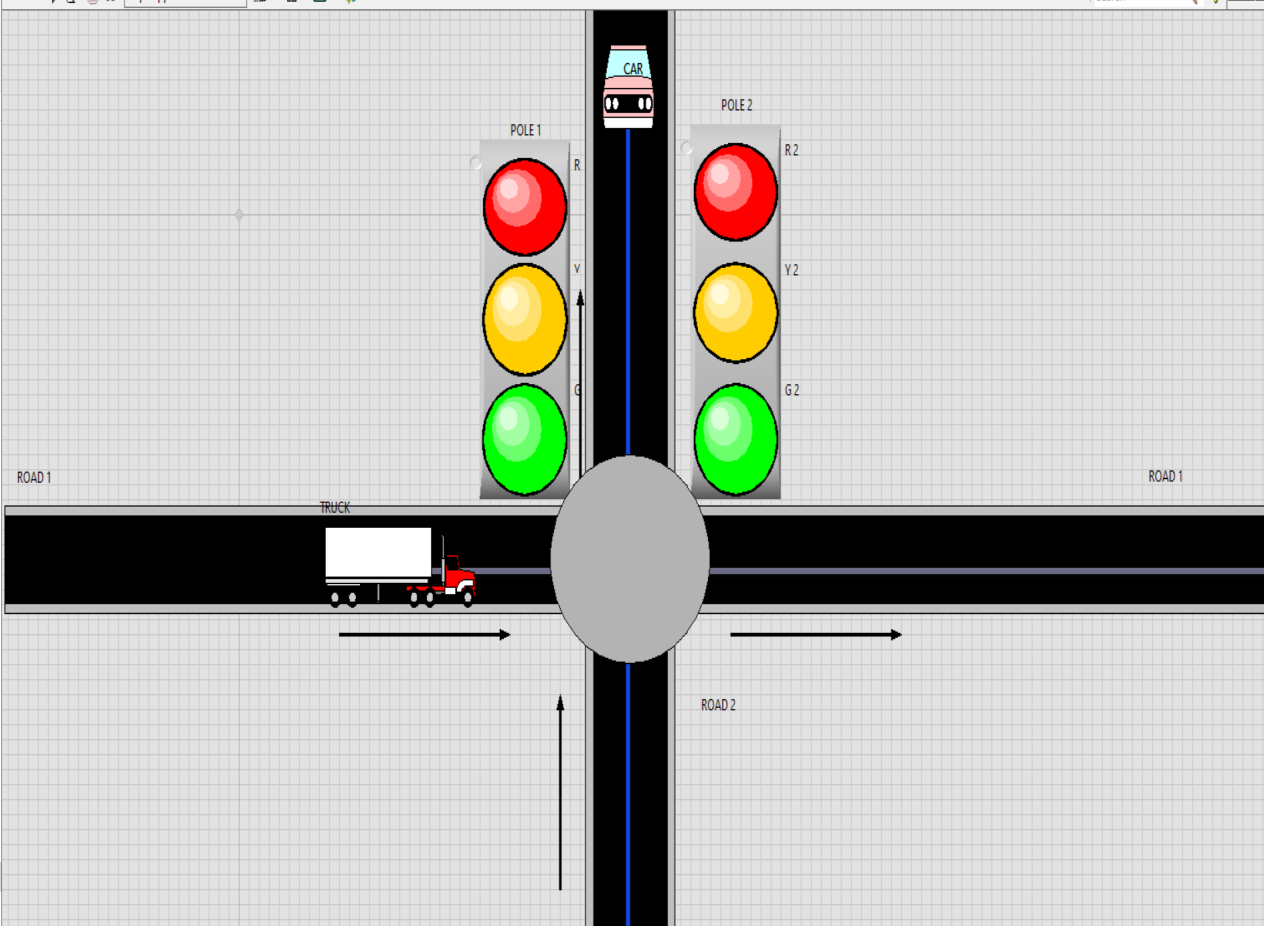 CAR
POLE 2
POLE 1
R 2
R
Y
Y 2
G
G 2
ROAD 1
ROAD 1
TRUCK
ROAD 2